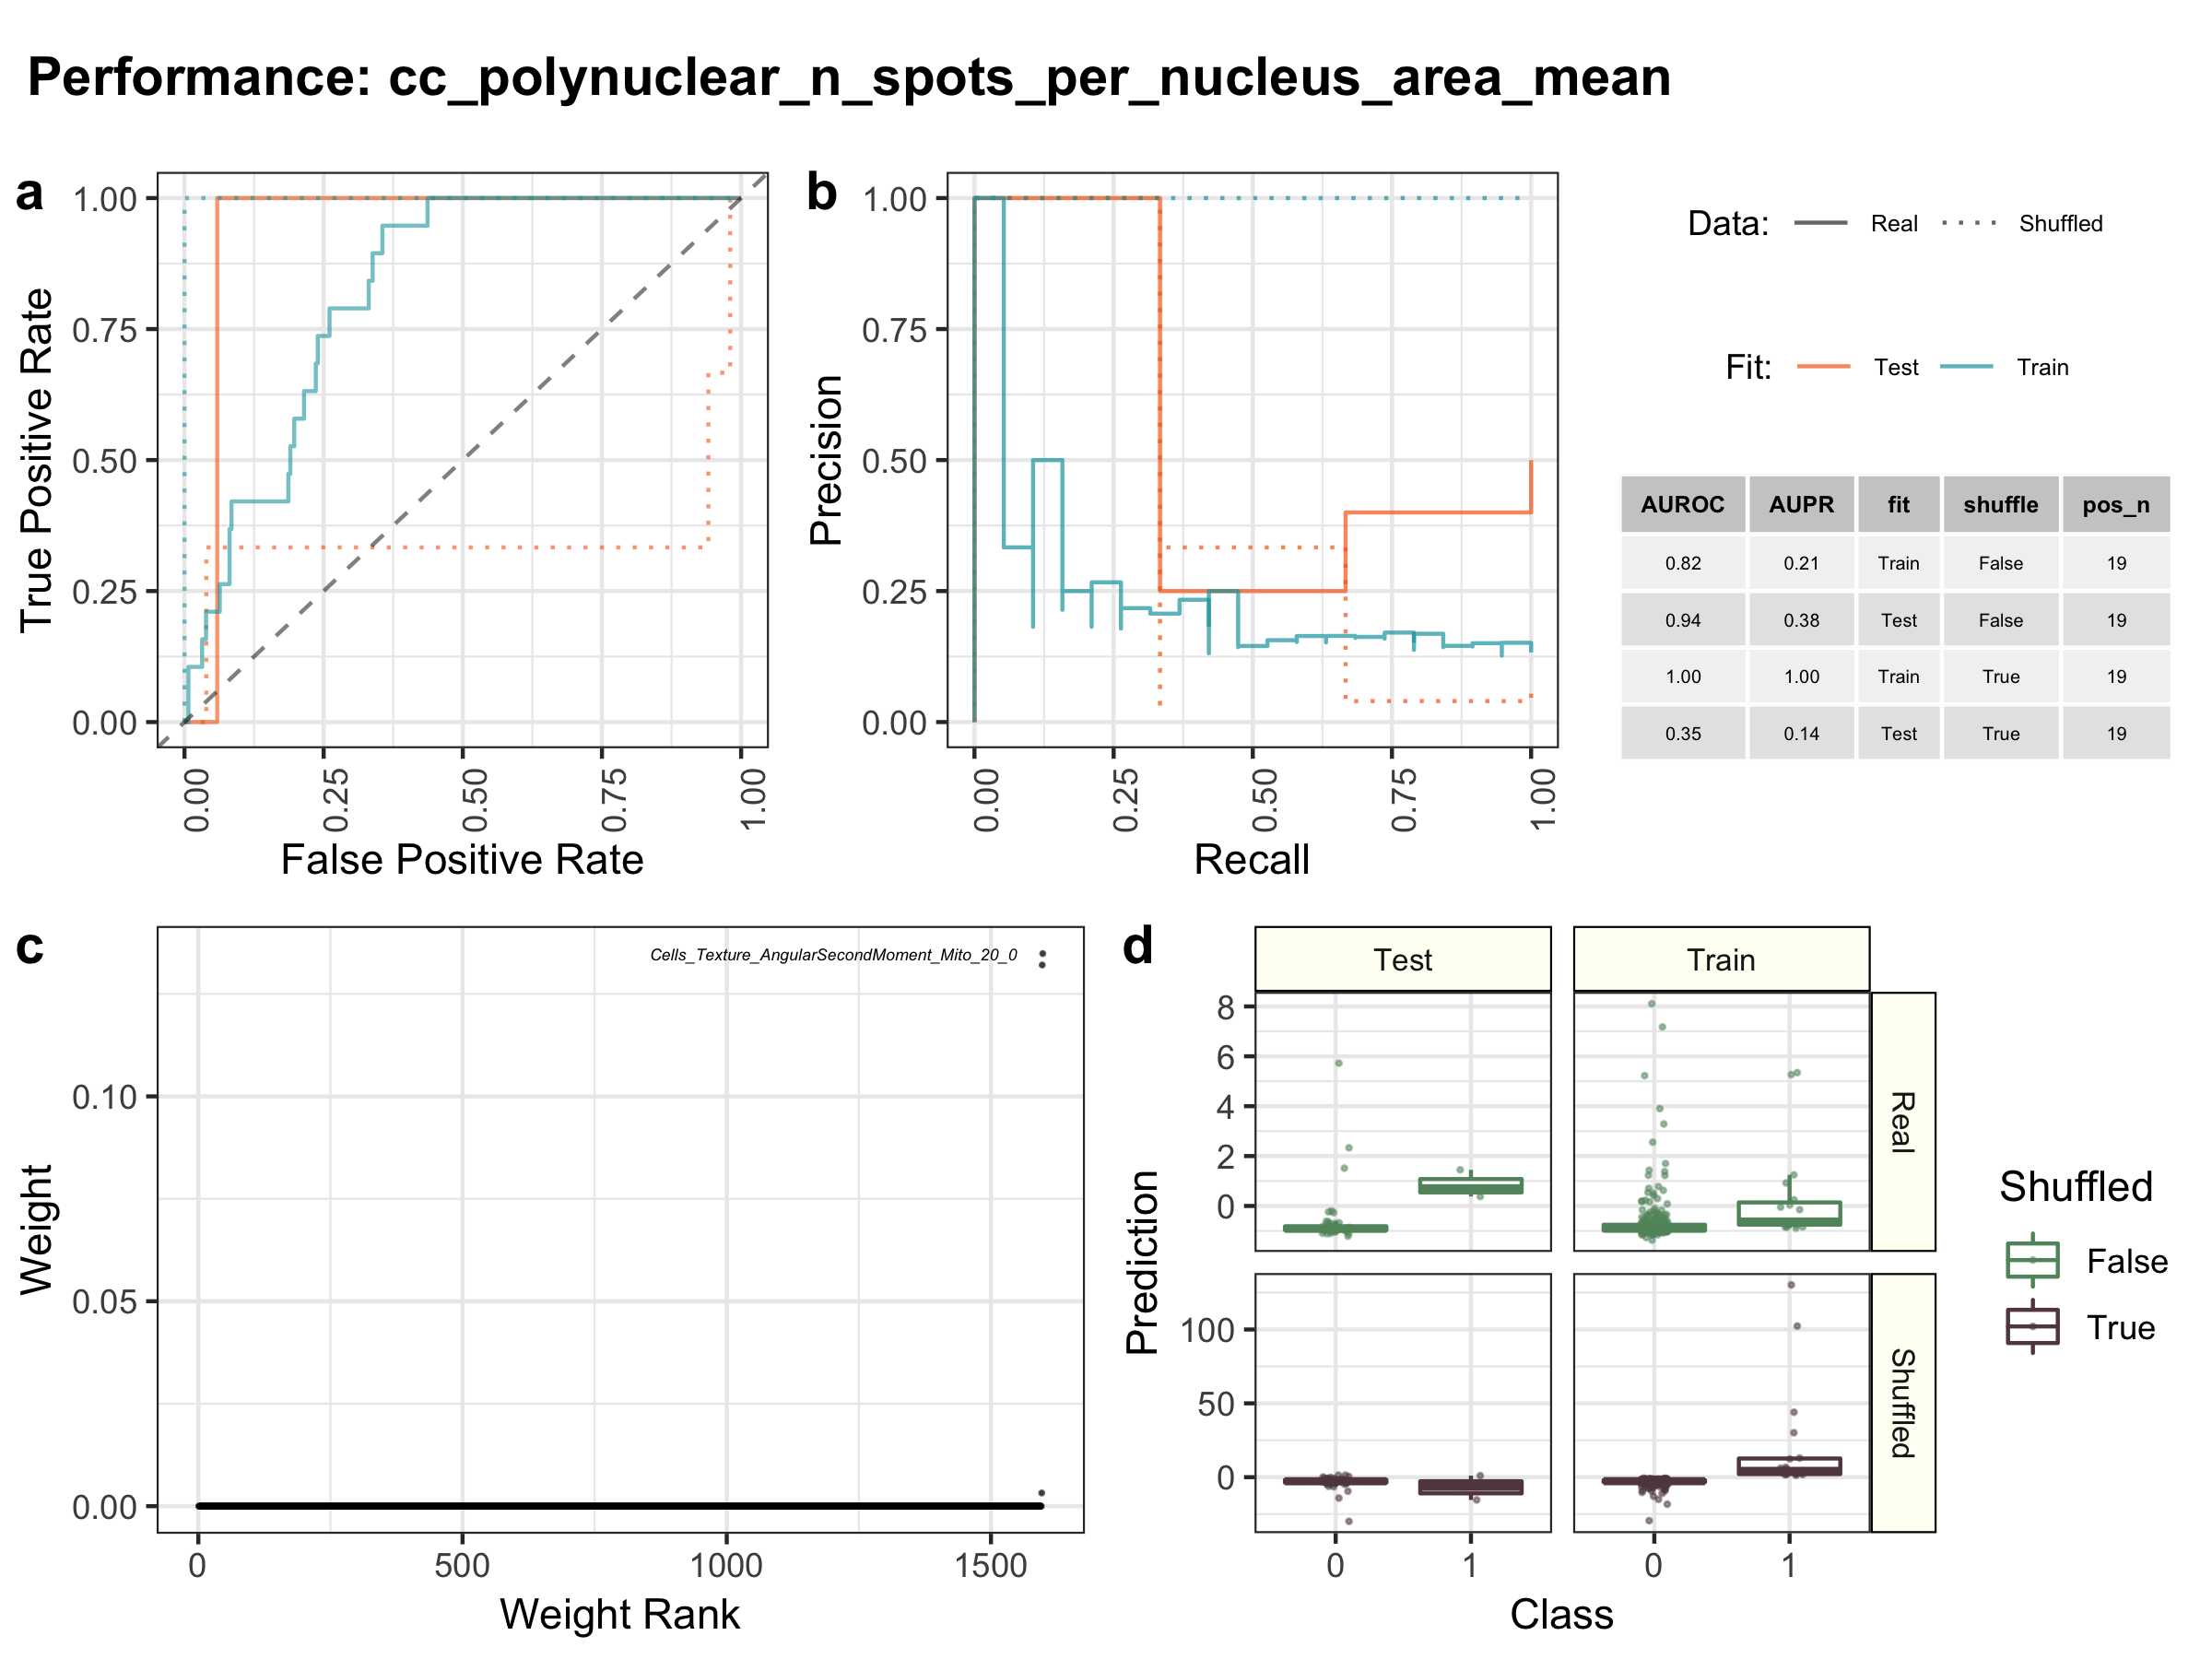 Performance: cc_polynuclear_n_spots_per_nucleus_area_mean
a
1.00
0.75
0.50
0.25
0.00
True Positive Rate
0.00 0.25 0.50 0.75 1.00
False Positive Rate
b
1.00
0.75
0.50
0.25
0.00
Precision
0.00 0.25 0.50 0.75 1.00
Recall
Data: Real Shuffled
Fit: Test Train
AUROC AUPR fit shuffle pos_n
0.82 0.21 Train False 19
0.94 0.38 Test False 19
1.00 1.00 Train True 19
0.35 0.14 Test True 19
c
Cells_Texture_AngularSecondMoment_Mito_20_0
0.10
0.05
0.00
Weight
0 500 1000 1500
Weight Rank
d
Test Train
8
6
4
2
0
Real
100
50
0
Shuffled
Prediction
0 1 0 1
Class
Shuffled
False
True